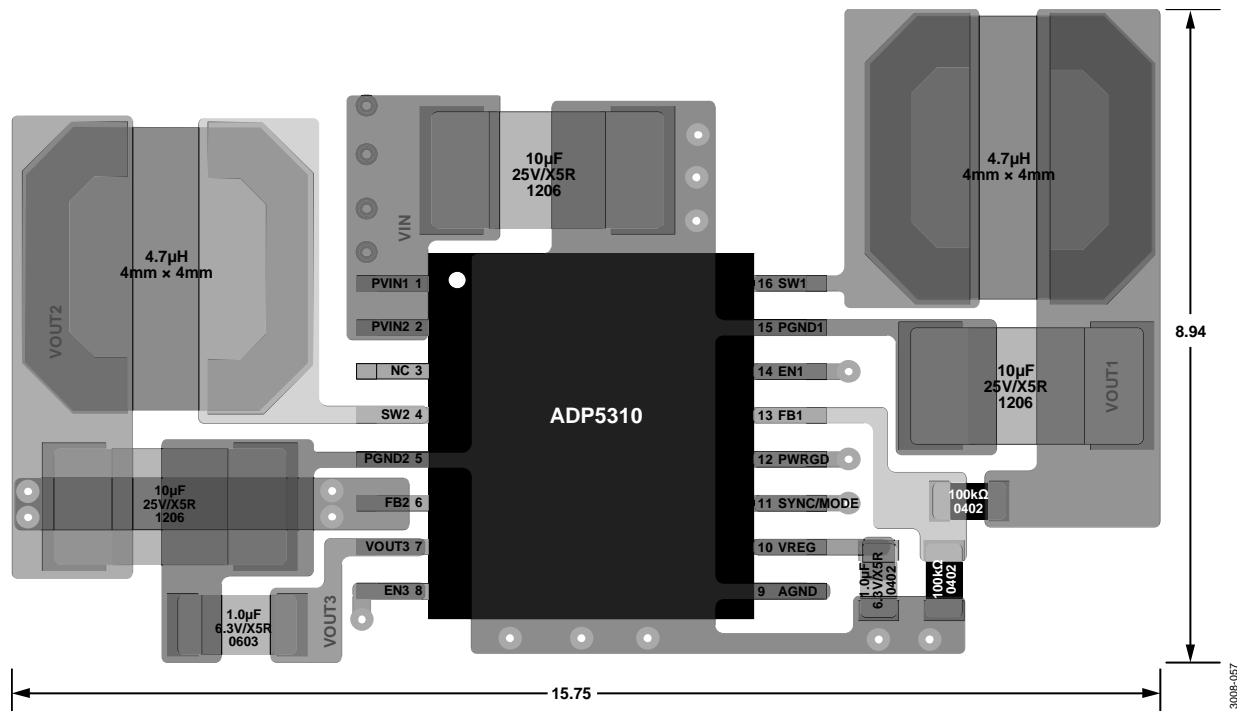 10µF
25V/X5R
1206
4.7µH
4mm × 4mm
VIN
4.7µH
4mm × 4mm
VOUT2
PVIN1 1
PVIN2 2
NC 3
SW2 4
PGND2 5
FB2 6
VOUT3 7
EN3 8
ADP5310
16 SW1
15 PGND1
14 EN1
13 FB1
12 PWRGD
11 SYNC/MODE
10 VREG
9 AGND
8.94
10µF
25V/X5R
1206
VOUT1
10µF
25V/X5R
1206
100kΩ
0402
1.0µF
6.3V/X5R
0402
100kΩ
0402
1.0µF
6.3V/X5R
0603
VOUT3
15.75
3008-057